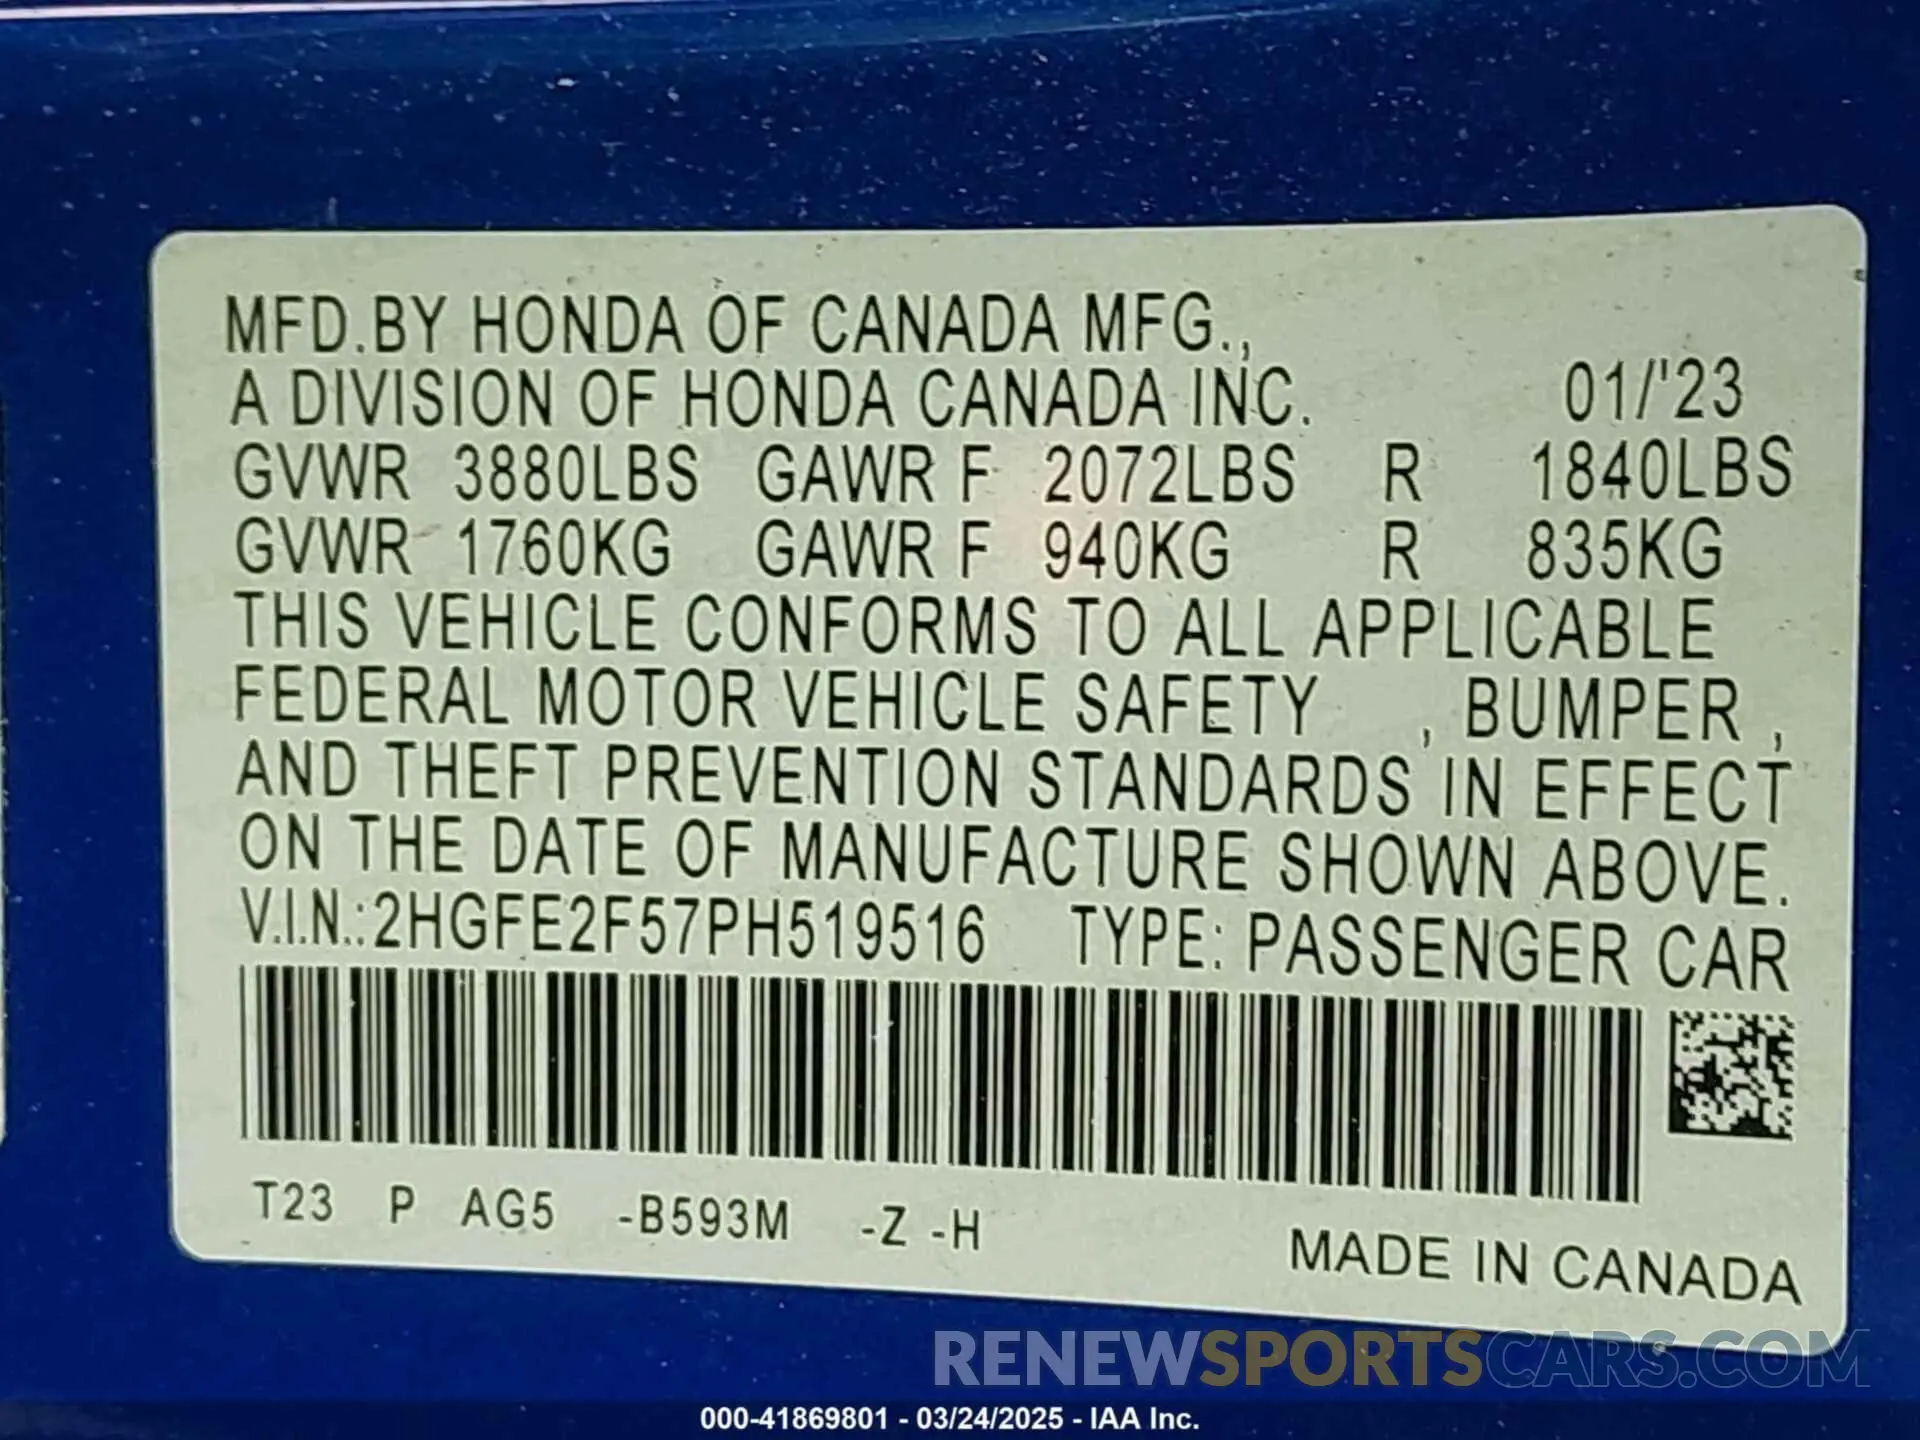 MFD.BY HONDA OF CANADA MFG.,
A DIVISION OF HONDA CANADA INC. 01/'23
GVWR 3880LBS GAWR F 2072LBS R 1840LBS
GVWR 1760KG GAWR F 940KG R 835KG
THIS VEHICLE CONFORMS TO ALL APPLICABLE
FEDERAL MOTOR VEHICLE SAFETY , BUMPER ,
AND THEFT PREVENTION STANDARDS IN EFFECT
ON THE DATE OF MANUFACTURE SHOWN ABOVE.
V.I.N.:2HGFE2F57PH519516 TYPE: PASSENGER CAR
T23 P AG5 -B593M -Z -H
MADE IN CANADA
RENEWSPORTSCARS.COM
000-41869801 - 03/24/2025 - IAA Inc.